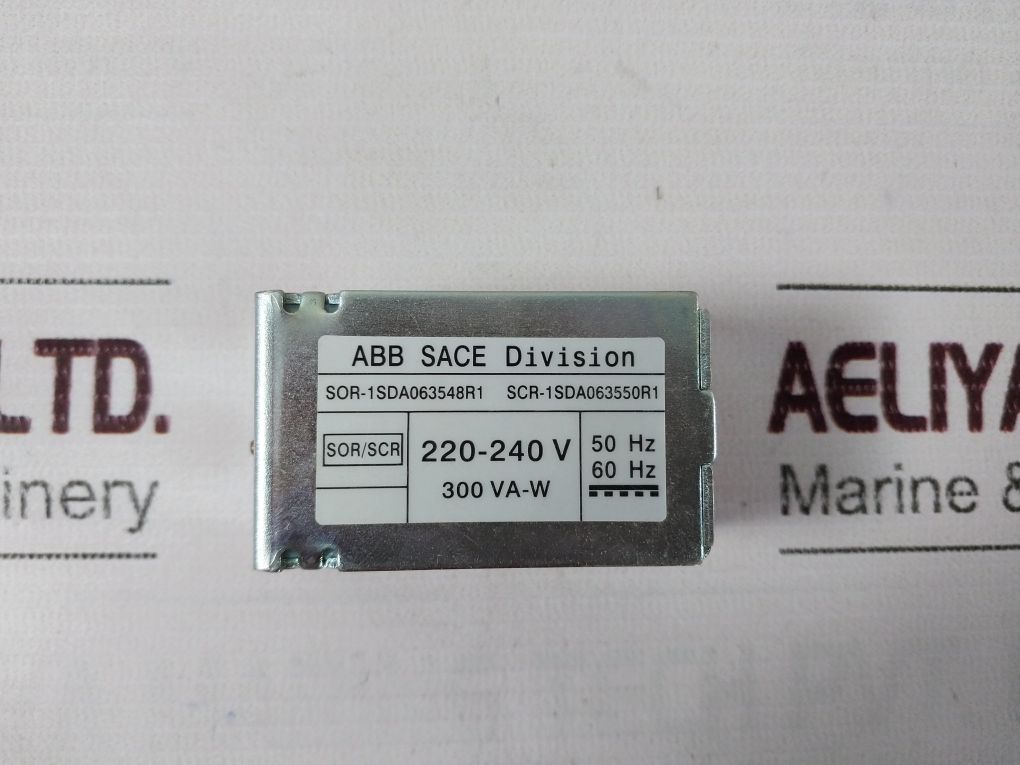 ABB SACE Division
SOR-1SDA063548R1 SCR-1SDA063550R1
SOR/SCR
220-240 V
300 VA-W
50 Hz
60 Hz
LTD.
inery
AELIYA
Marine &